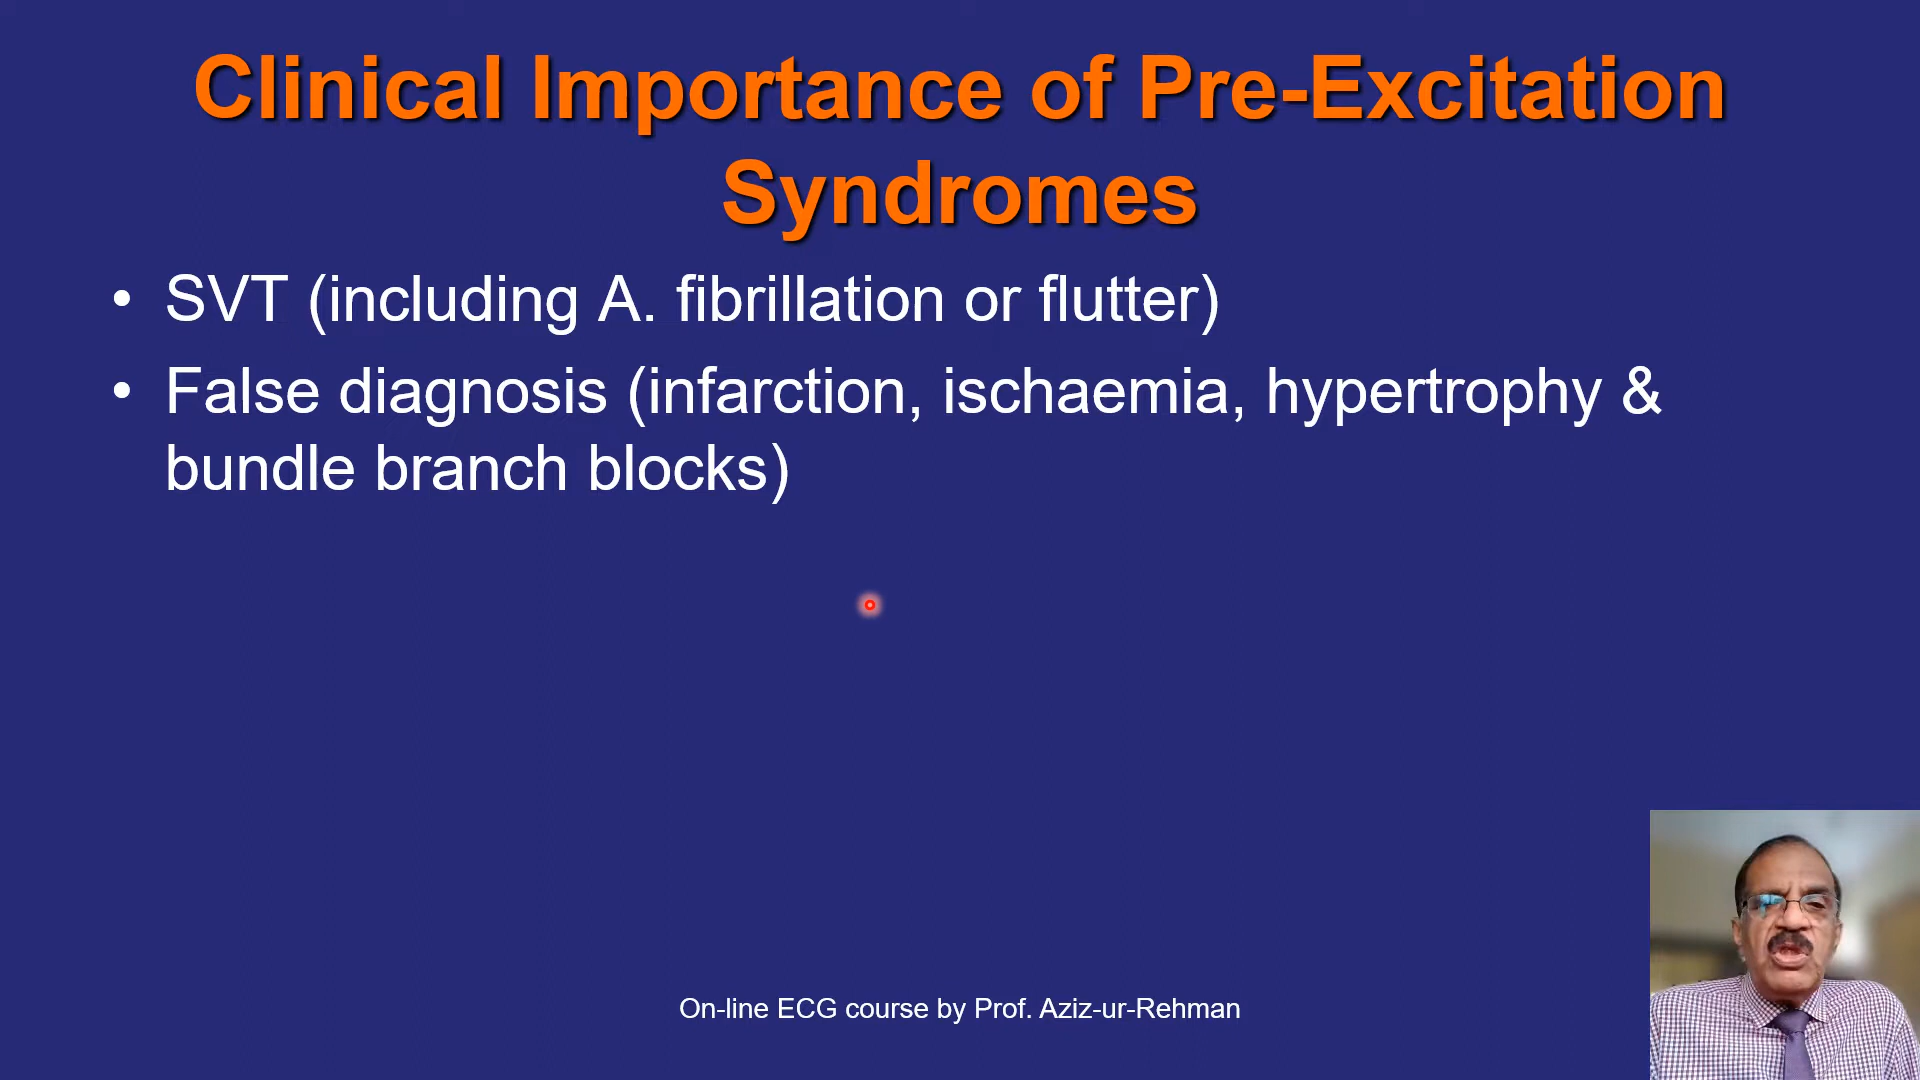 Clinical Importance of Pre-Excitation
Syndromes
• SVT (including A. fibrillation or flutter)
• False diagnosis (infarction, ischaemia, hypertrophy &
bundle branch blocks)
On-line ECG course by Prof. Aziz-ur-Rehman